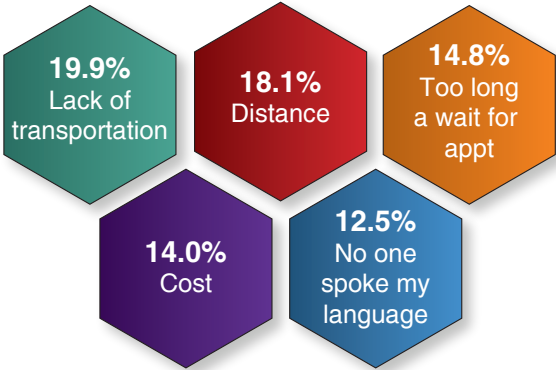 19.9%
Lack of
transportation
18.1%
Distance
14.8%
Too long
a wait for
appt
14.0%
Cost
12.5%
No one
spoke my
language